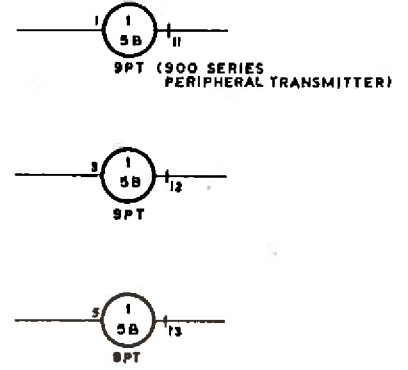 1 1 11
5B
9PT (900 SERIES
PERIPHERAL TRANSMITTER)
3 1 12
5B
9PT
5 1 13
5B
9PT